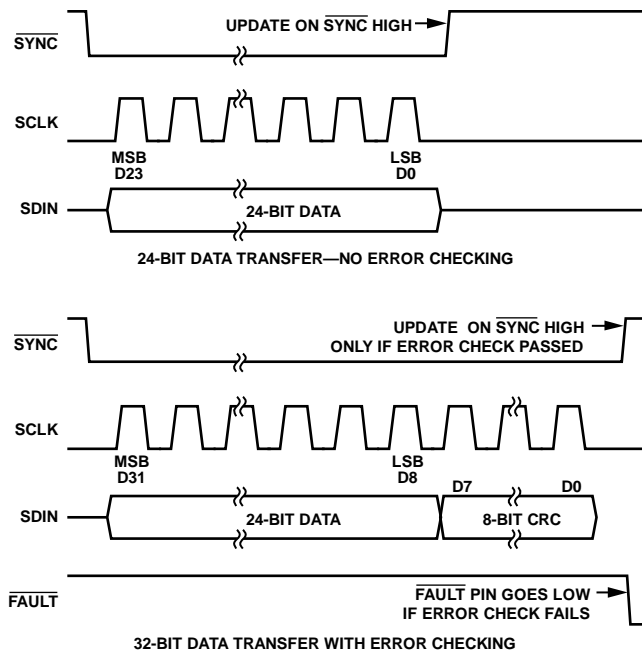 UPDATE ON SYNC HIGH
SYNC
SCLK
MSB
D23
LSB
D0
SDIN
24-BIT DATA
24-BIT DATA TRANSFER—NO ERROR CHECKING
SYNC
UPDATE ON SYNC HIGH
ONLY IF ERROR CHECK PASSED
SCLK
MSB
D31
LSB
D8
D7
D0
SDIN
24-BIT DATA
8-BIT CRC
FAULT
FAULT PIN GOES LOW
IF ERROR CHECK FAILS
32-BIT DATA TRANSFER WITH ERROR CHECKING